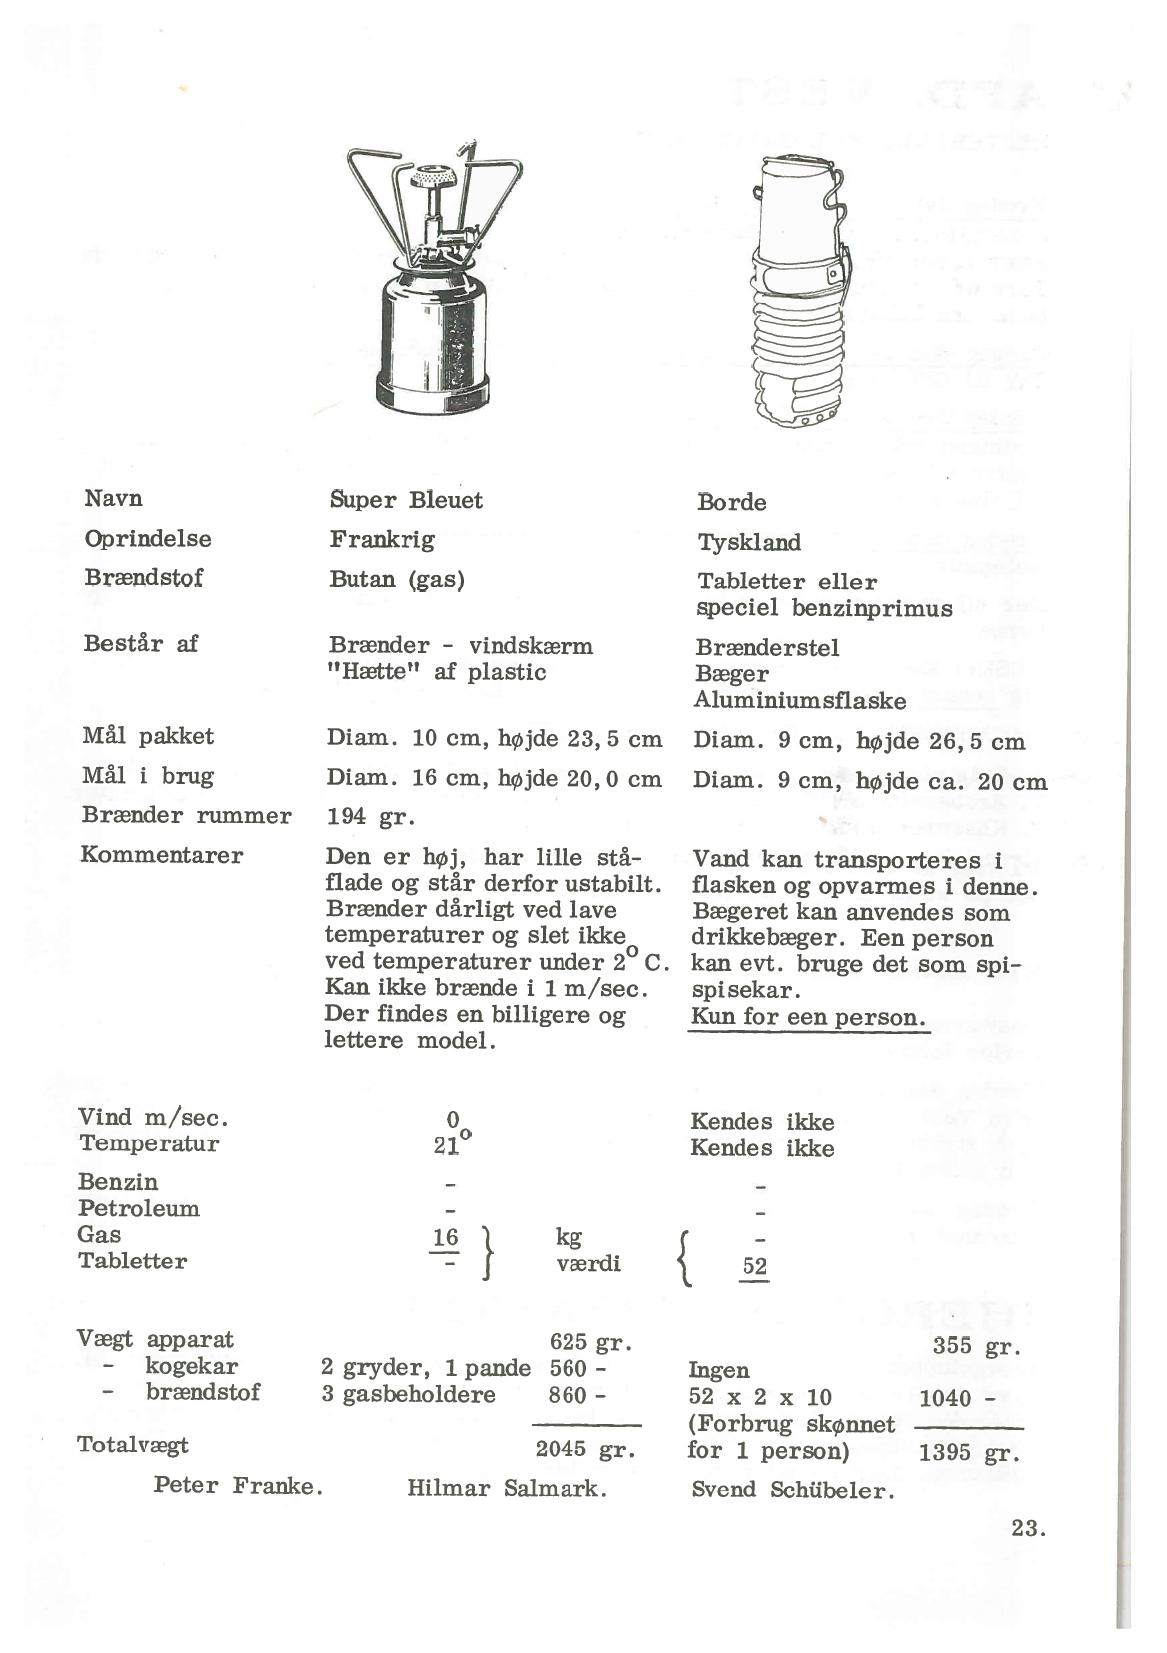 Navn Super Bleuet Borde
Oprindelse Frankrig Tyskland
Brændstof Butan (gas) Tabletter eller
speciel benzinprimus
Består af Brænder - vindskærm Brænderstel
"Hætte" af plastic Bæger
Aluminiumsflaske
Mål pakket Diam. 10 cm, højde 23,5 cm Diam. 9 cm, højde 26,5 cm
Mål i brug Diam. 16 cm, højde 20,0 cm Diam. 9 cm, højde ca. 20 cm
Brænder rummer 194 gr.
Kommentarer Den er høj, har lille stå- Vand kan transporteres i
flade og står derfor ustabilt. flasken og opvarmes i denne.
Brænder dårligt ved lave Bægeret kan anvendes som
temperaturer og slet ikke drikkebæger. Een person
ved temperaturer under 2° C. kan evt. bruge det som spi-
Kan ikke brænde i 1 m/sec. spisekar.
Der findes en billigere og Kun for een person.
lettere model.
Vind m/sec. 0 Kendes ikke
Temperatur 21° Kendes ikke
Benzin - -
Petroleum - -
Gas 16 } kg { -
Tabletter - værdi 52
Vægt apparat 625 gr. 355 gr.
- kogekar 2 gryder, 1 pande 560 - Ingen
- brændstof 3 gasbeholdere 860 - 52 x 2 x 10 1040 -
(Forbrug skønnet
Totalvægt 2045 gr. for 1 person) 1395 gr.
Peter Franke. Hilmar Salmark. Svend Schübeler.
23.